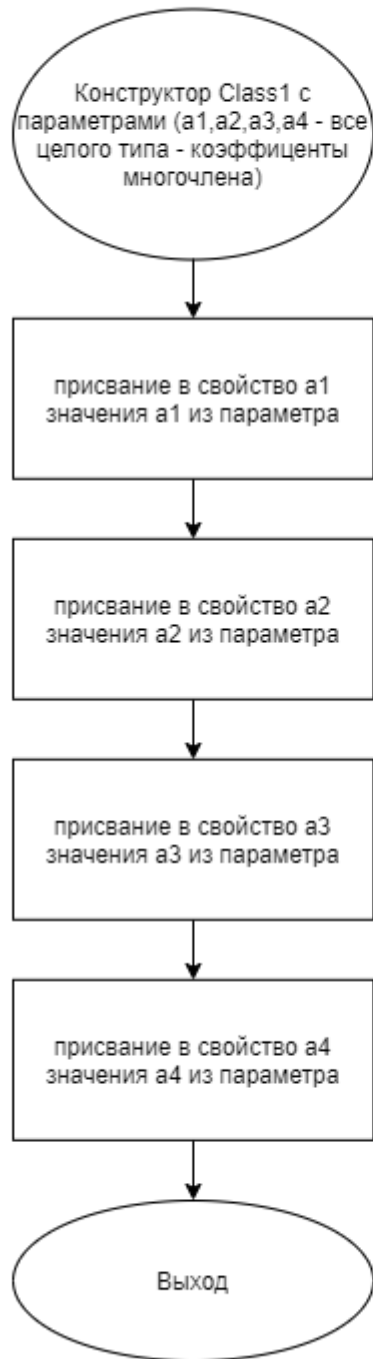 Конструктор Class1 с
параметрами (a1,a2,a3,a4 - все
целого типа - коэффиценты
многочлена)
присвание в свойство a1
значения a1 из параметра
присвание в свойство a2
значения a2 из параметра
присвание в свойство a3
значения a3 из параметра
присвание в свойство a4
значения a4 из параметра
Выход